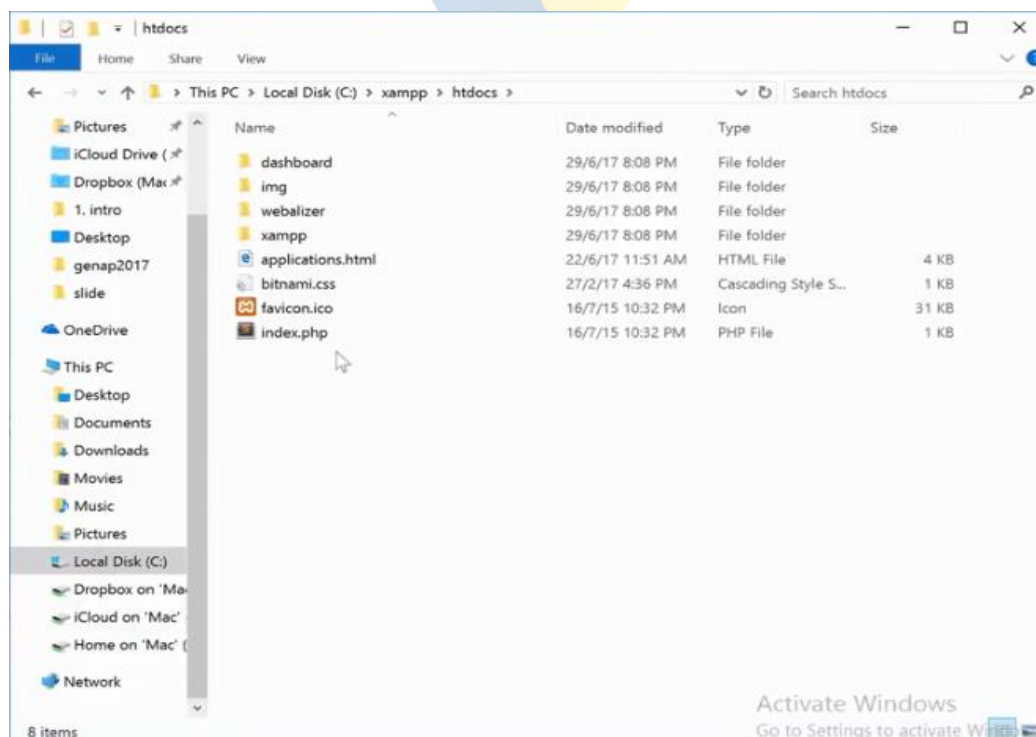 htdocs
File Home Share View
This PC > Local Disk (C:) > xampp > htdocs > Search htdocs
Name Date modified Type Size
Pictures
iCloud Drive (
Dropbox (Mac
1. intro
Desktop
genap2017
slide
OneDrive
This PC
Desktop
Documents
Downloads
Movies
Music
Pictures
Local Disk (C:)
Dropbox on 'Ma
iCloud on 'Mac'
Home on 'Mac' (
Network
dashboard 29/6/17 8:08 PM File folder
img 29/6/17 8:08 PM File folder
webalizer 29/6/17 8:08 PM File folder
xampp 29/6/17 8:08 PM File folder
applications.html 22/6/17 11:51 AM HTML File 4 KB
bitnami.css 27/2/17 4:36 PM Cascading Style S... 1 KB
favicon.ico 16/7/15 10:32 PM Icon 31 KB
index.php 16/7/15 10:32 PM PHP File 1 KB
Activate Windows
Go to Settings to activate Windows
8 items